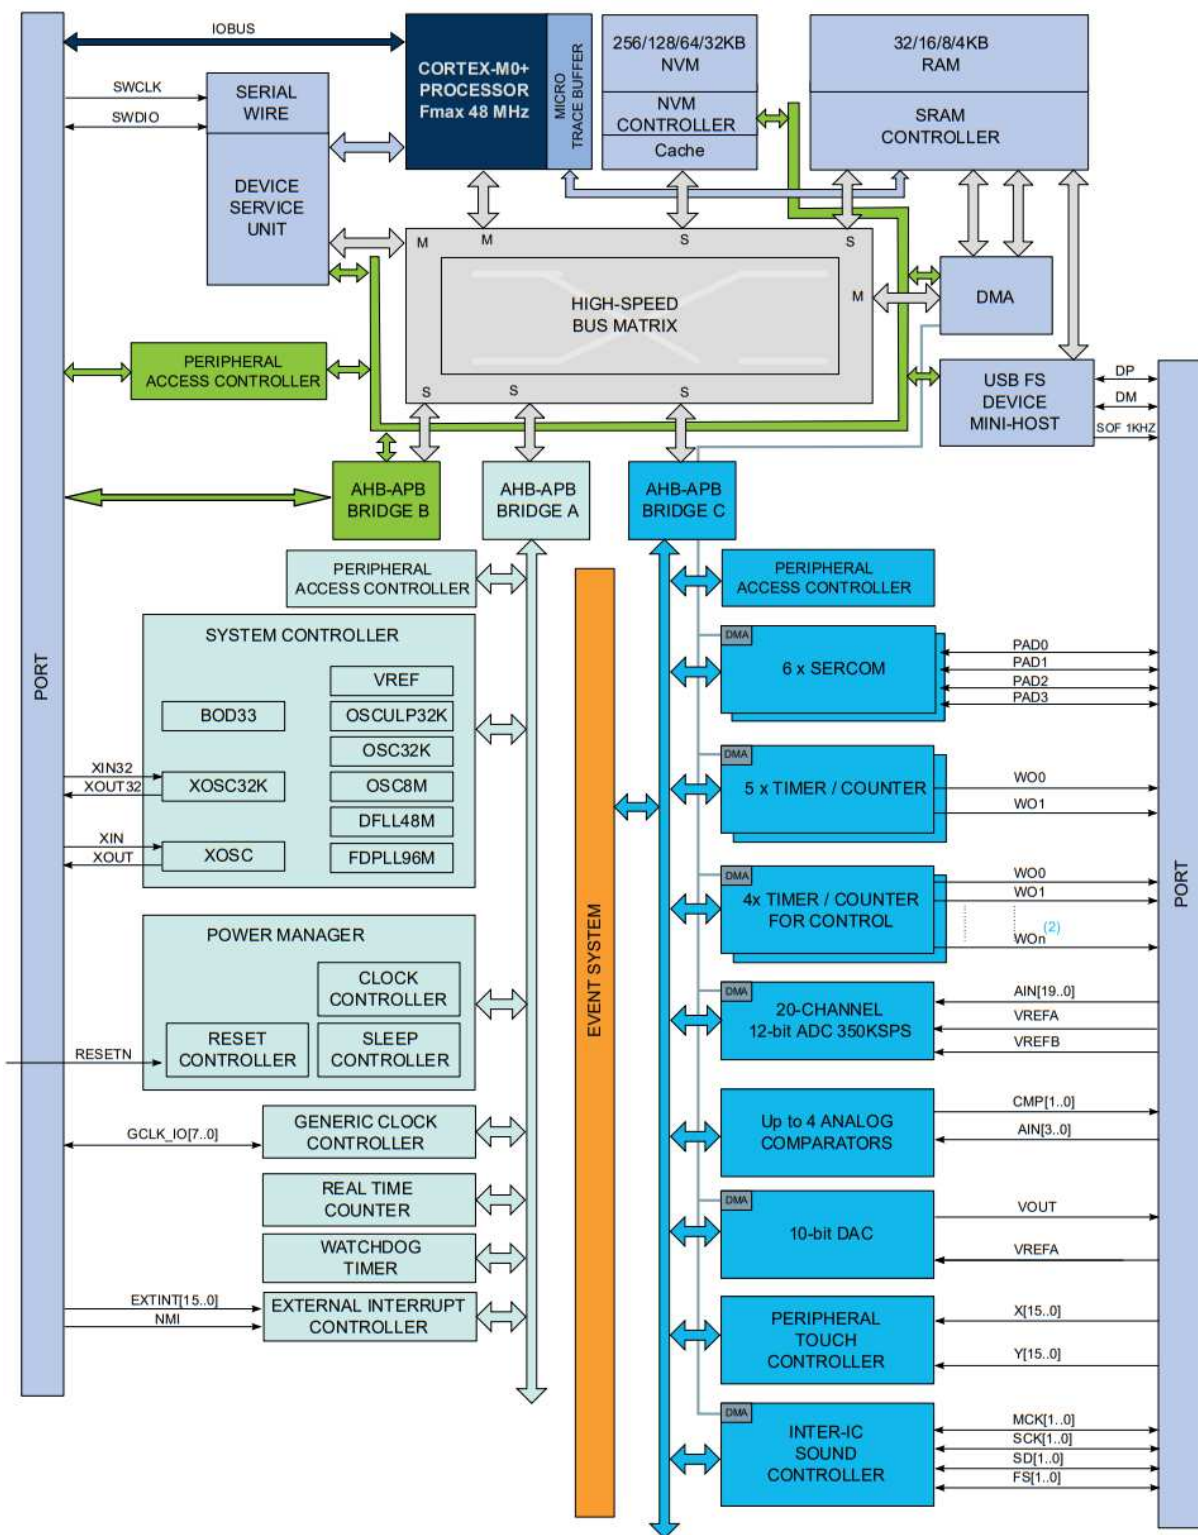 IOBUS
CORTEX-M0+
PROCESSOR
Fmax 48 MHz
MICRO
TRACE BUFFER
256/128/64/32KB
NVM
NVM
CONTROLLER
Cache
32/16/8/4KB
RAM
SRAM
CONTROLLER
SWCLK
SWDIO
SERIAL
WIRE
DEVICE
SERVICE
UNIT
M
M
S
S
HIGH-SPEED
BUS MATRIX
M
S
S
S
DMA
PERIPHERAL
ACCESS CONTROLLER
USB FS
DEVICE
MINI-HOST
DP
DM
SOF 1KHZ
AHB-APB
BRIDGE B
AHB-APB
BRIDGE A
AHB-APB
BRIDGE C
PORT
PERIPHERAL
ACCESS CONTROLLER
SYSTEM CONTROLLER
VREF
BOD33
OSCULP32K
OSC32K
XIN32
XOUT32
XOSC32K
OSC8M
DFLL48M
XIN
XOUT
XOSC
FDPLL96M
POWER MANAGER
CLOCK
CONTROLLER
RESETN
RESET
CONTROLLER
SLEEP
CONTROLLER
GCLK_IO[7..0]
GENERIC CLOCK
CONTROLLER
REAL TIME
COUNTER
WATCHDOG
TIMER
EXTINT[15..0]
NMI
EXTERNAL INTERRUPT
CONTROLLER
EVENT SYSTEM
PERIPHERAL
ACCESS CONTROLLER
DMA
6 x SERCOM
PAD0
PAD1
PAD2
PAD3
DMA
5 x TIMER / COUNTER
WO0
WO1
DMA
4x TIMER / COUNTER
FOR CONTROL
WO0
WO1
(2)
WOn
DMA
20-CHANNEL
12-bit ADC 350KSPS
AIN[19..0]
VREFA
VREFB
Up to 4 ANALOG
COMPARATORS
CMP[1..0]
AIN[3..0]
DMA
10-bit DAC
VOUT
VREFA
PERIPHERAL
TOUCH
CONTROLLER
X[15..0]
Y[15..0]
DMA
INTER-IC
SOUND
CONTROLLER
MCK[1..0]
SCK[1..0]
SD[1..0]
FS[1..0]
PORT